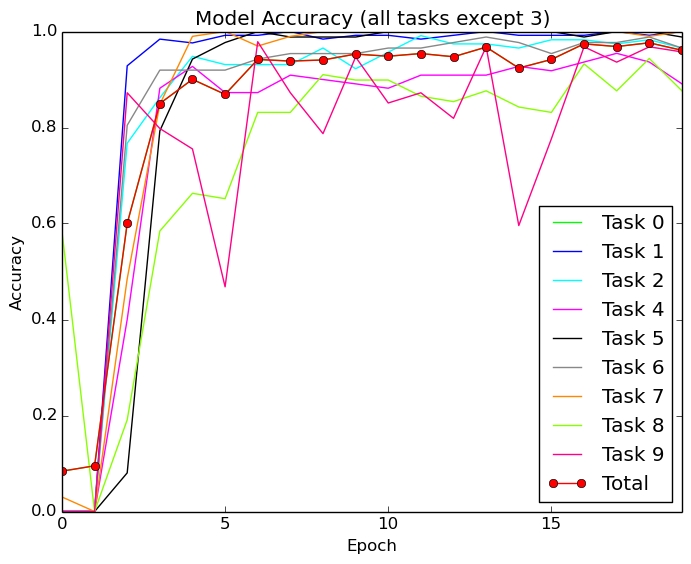 Model Accuracy (all tasks except 3)
1.0
0.8
0.6
0.4
0.2
0.0
Accuracy
0
5
10
15
Epoch
Task 0
Task 1
Task 2
Task 4
Task 5
Task 6
Task 7
Task 8
Task 9
Total